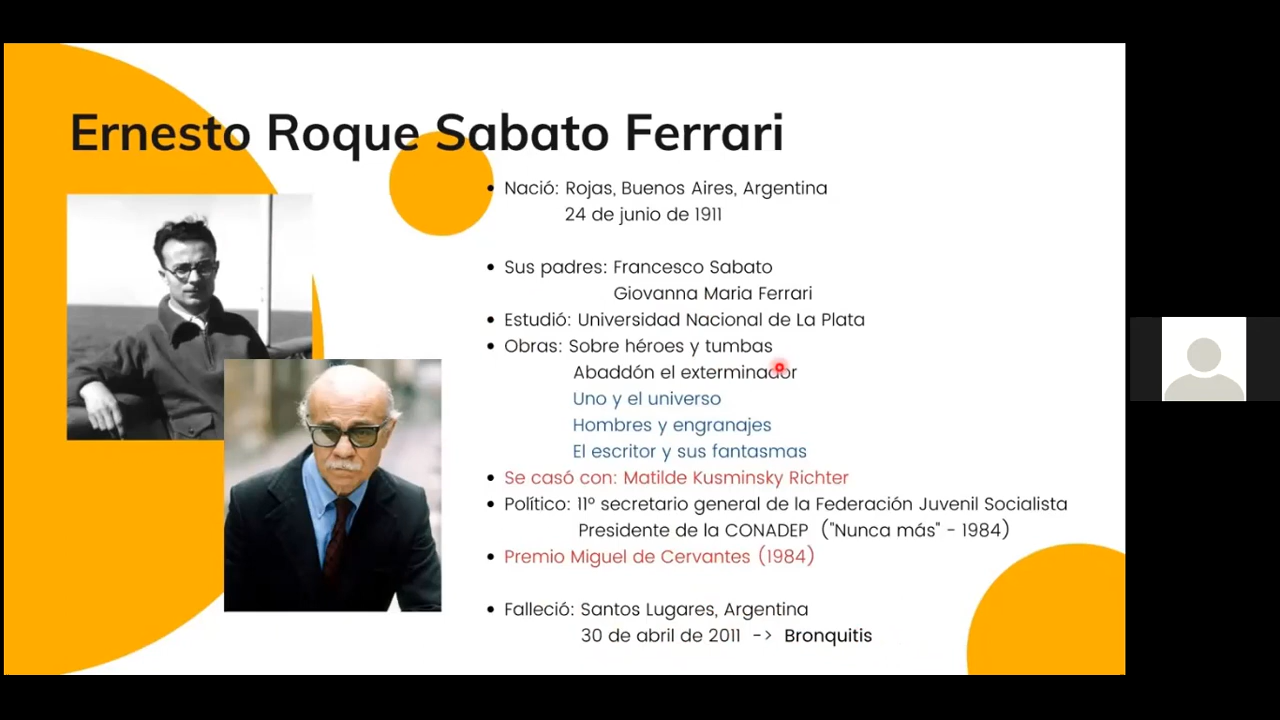 Ernesto Roque Sabato Ferrari
Nació: Rojas, Buenos Aires, Argentina
24 de junio de 1911
Sus padres: Francesco Sabato
Giovanna Maria Ferrari
Estudió: Universidad Nacional de La Plata
Obras: Sobre héroes y tumbas
Abaddón el exterminador
Uno y el universo
Hombres y engranajes
El escritor y sus fantasmas
Se casó con: Matilde Kusminsky Richter
Político: 11º secretario general de la Federación Juvenil Socialista
Presidente de la CONADEP ("Nunca más" - 1984)
Premio Miguel de Cervantes (1984)
Falleció: Santos Lugares, Argentina
30 de abril de 2011 -> Bronquitis